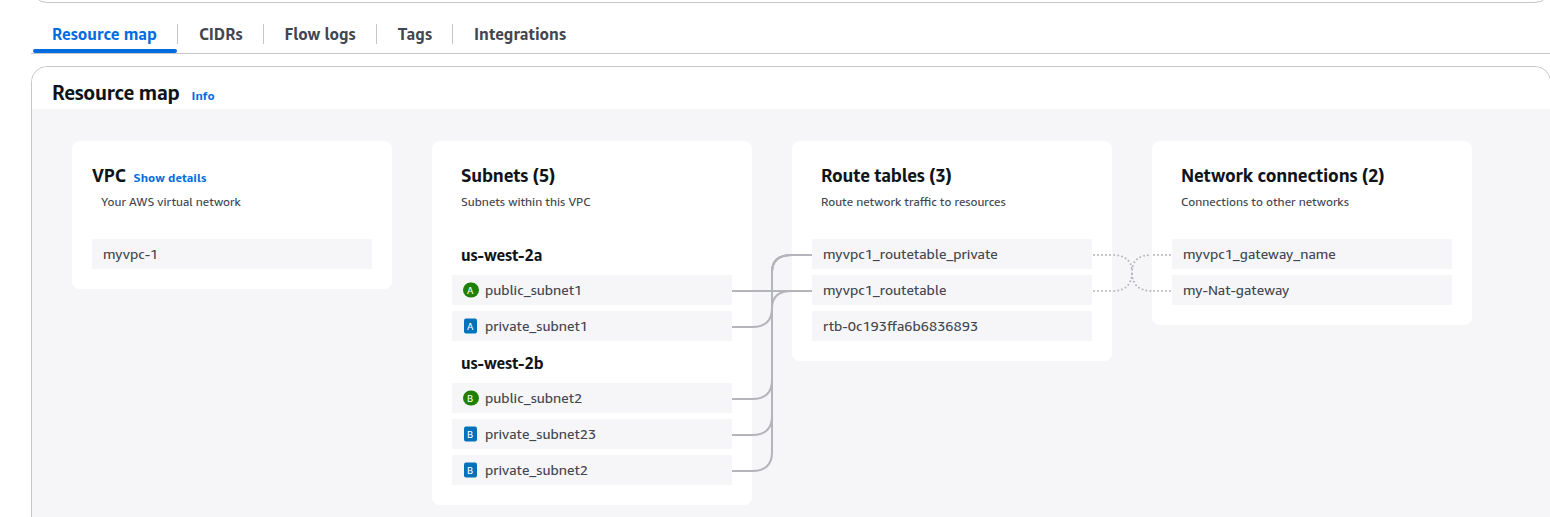 Resource map
CIDRs
Flow logs
Tags
Integrations
Resource map Info
VPC Show details
Your AWS virtual network
myvpc-1
Subnets (5)
Subnets within this VPC
us-west-2a
A public_subnet1
A private_subnet1
us-west-2b
B public_subnet2
B private_subnet23
B private_subnet2
Route tables (3)
Route network traffic to resources
myvpc1_routetable_private
myvpc1_routetable
rtb-0c193ffa6b6836893
Network connections (2)
Connections to other networks
myvpc1_gateway_name
my-Nat-gateway